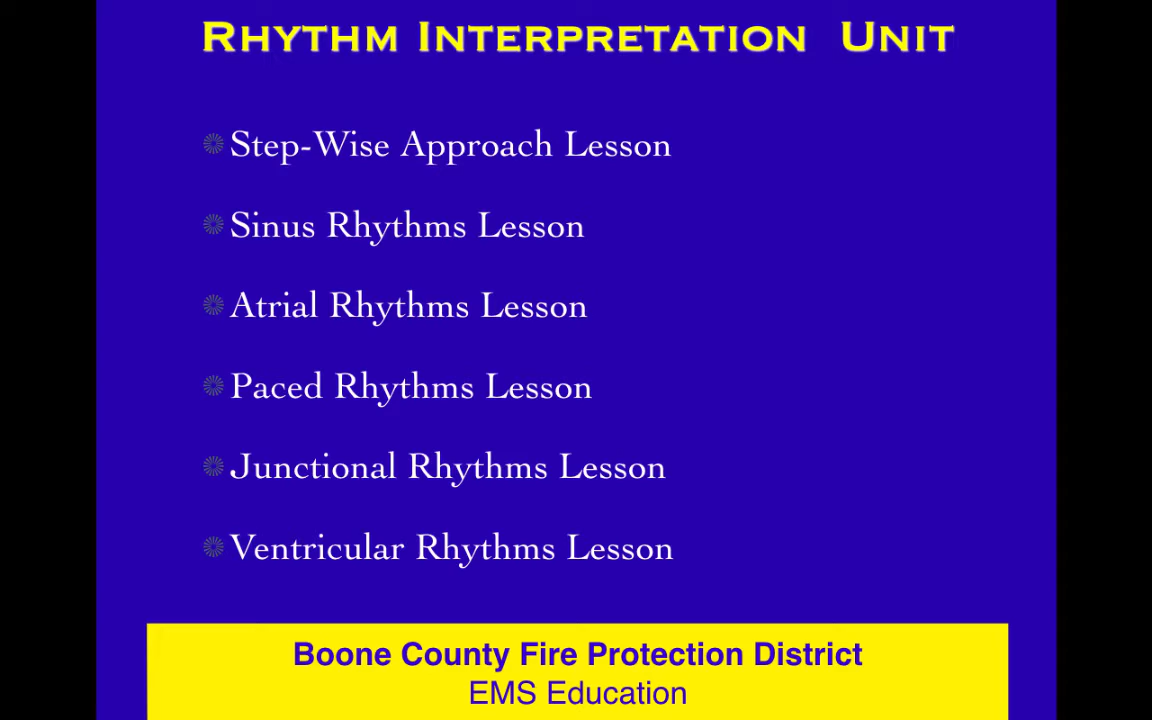 Rhythm Interpretation Unit
Step-Wise Approach Lesson
Sinus Rhythms Lesson
Atrial Rhythms Lesson
Paced Rhythms Lesson
Junctional Rhythms Lesson
Ventricular Rhythms Lesson
Boone County Fire Protection District
EMS Education